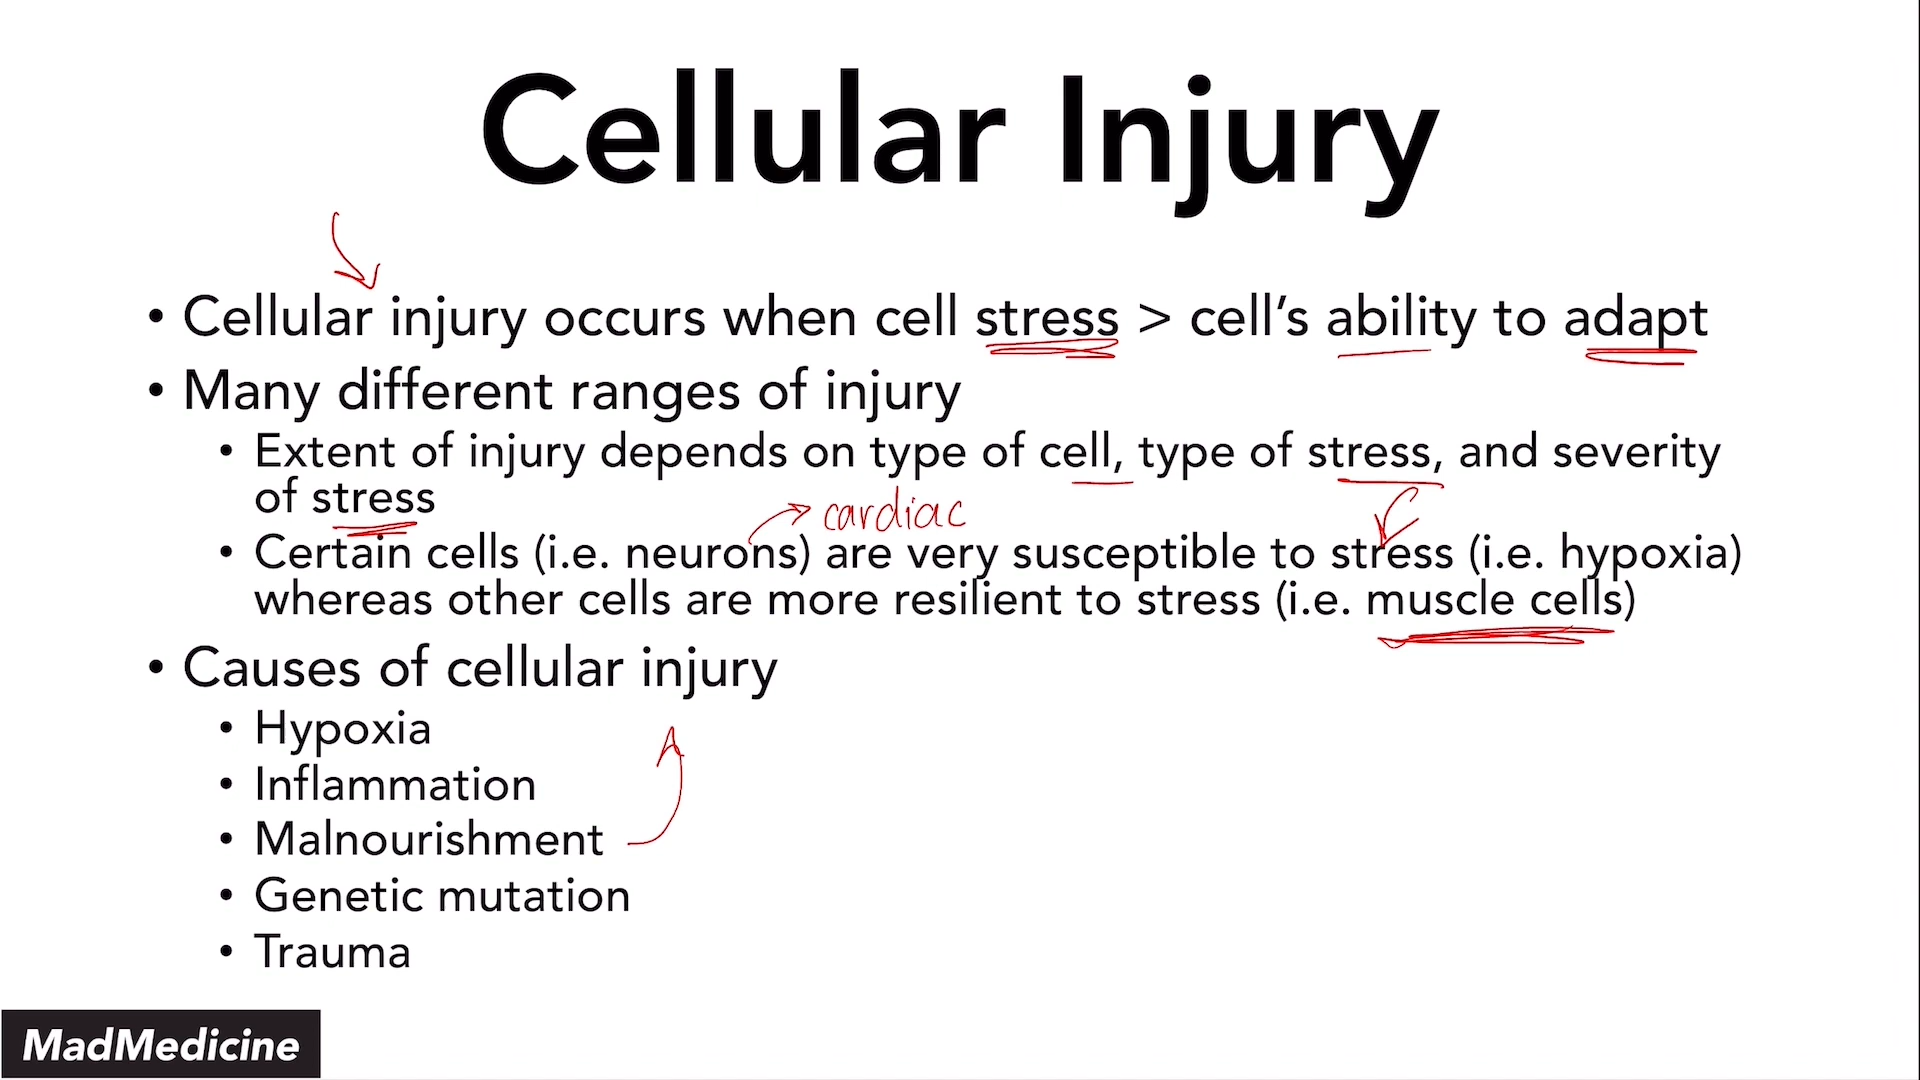 Cellular Injury
• Cellular injury occurs when cell stress > cell's ability to adapt
• Many different ranges of injury
• Extent of injury depends on type of cell, type of stress, and severity
of stress
cardiac
• Certain cells (i.e. neurons) are very susceptible to stress (i.e. hypoxia)
whereas other cells are more resilient to stress (i.e. muscle cells)
• Causes of cellular injury
• Hypoxia
• Inflammation
• Malnourishment
• Genetic mutation
• Trauma
MadMedicine